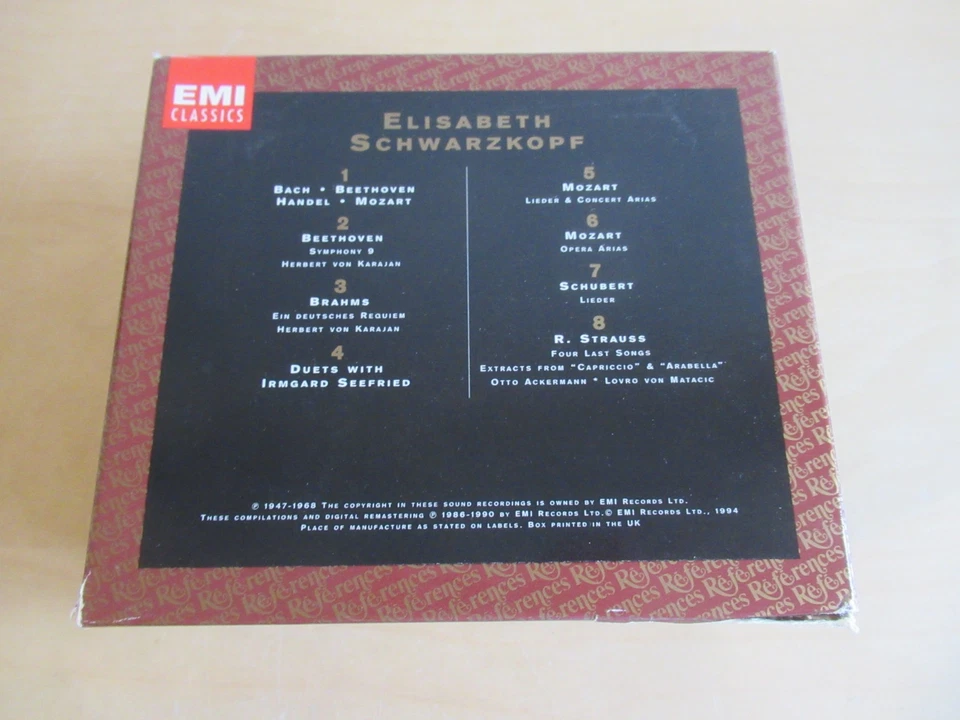 EMI
CLASSICS
ELISABETH
SCHWARZKOPF
1
BACH • BEETHOVEN
HANDEL • MOZART
2
BEETHOVEN
SYMPHONY 9
HERBERT VON KARAJAN
3
BRAHMS
EIN DEUTSCHES REQUIEM
HERBERT VON KARAJAN
4
DUETS WITH
IRMGARD SEEFRIED
5
MOZART
LIEDER & CONCERT ARIAS
6
MOZART
OPERA ARIAS
7
SCHUBERT
LIEDER
8
R. STRAUSS
FOUR LAST SONGS
EXTRACTS FROM "CAPRICCIO" & "ARABELLA"
OTTO ACKERMANN • LOVRO VON MATACIC
℗ 1947-1968 THE COPYRIGHT IN THESE SOUND RECORDINGS IS OWNED BY EMI RECORDS LTD.
THESE COMPILATIONS AND DIGITAL REMASTERING ℗ 1986-1990 BY EMI RECORDS LTD.© EMI RECORDS LTD., 1994
PLACE OF MANUFACTURE AS STATED ON LABELS. BOX PRINTED IN THE UK
Références